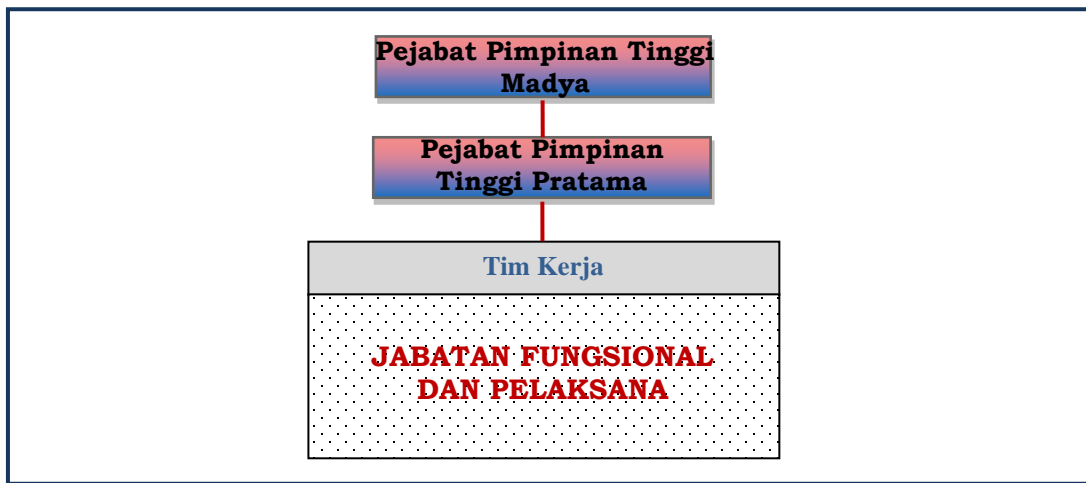 Pejabat Pimpinan Tinggi
Madya
Pejabat Pimpinan
Tinggi Pratama
Tim Kerja
JABATAN FUNGSIONAL
DAN PELAKSANA